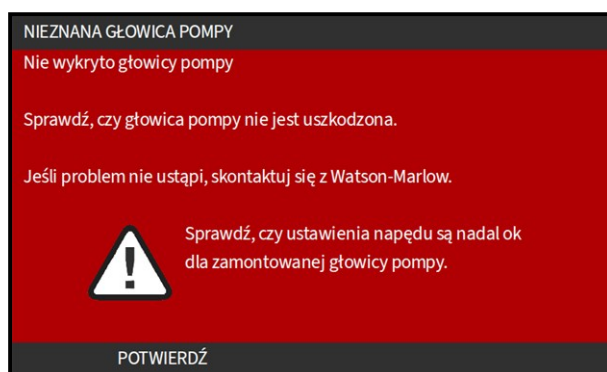 NIEZNANA GŁOWICA POMPY
Nie wykryto głowicy pompy
Sprawdź, czy głowica pompy nie jest uszkodzona.
Jeśli problem nie ustąpi, skontaktuj się z Watson-Marlow.
Sprawdź, czy ustawienia napędu są nadal ok
dla zamontowanej głowicy pompy.
POTWIERDŹ